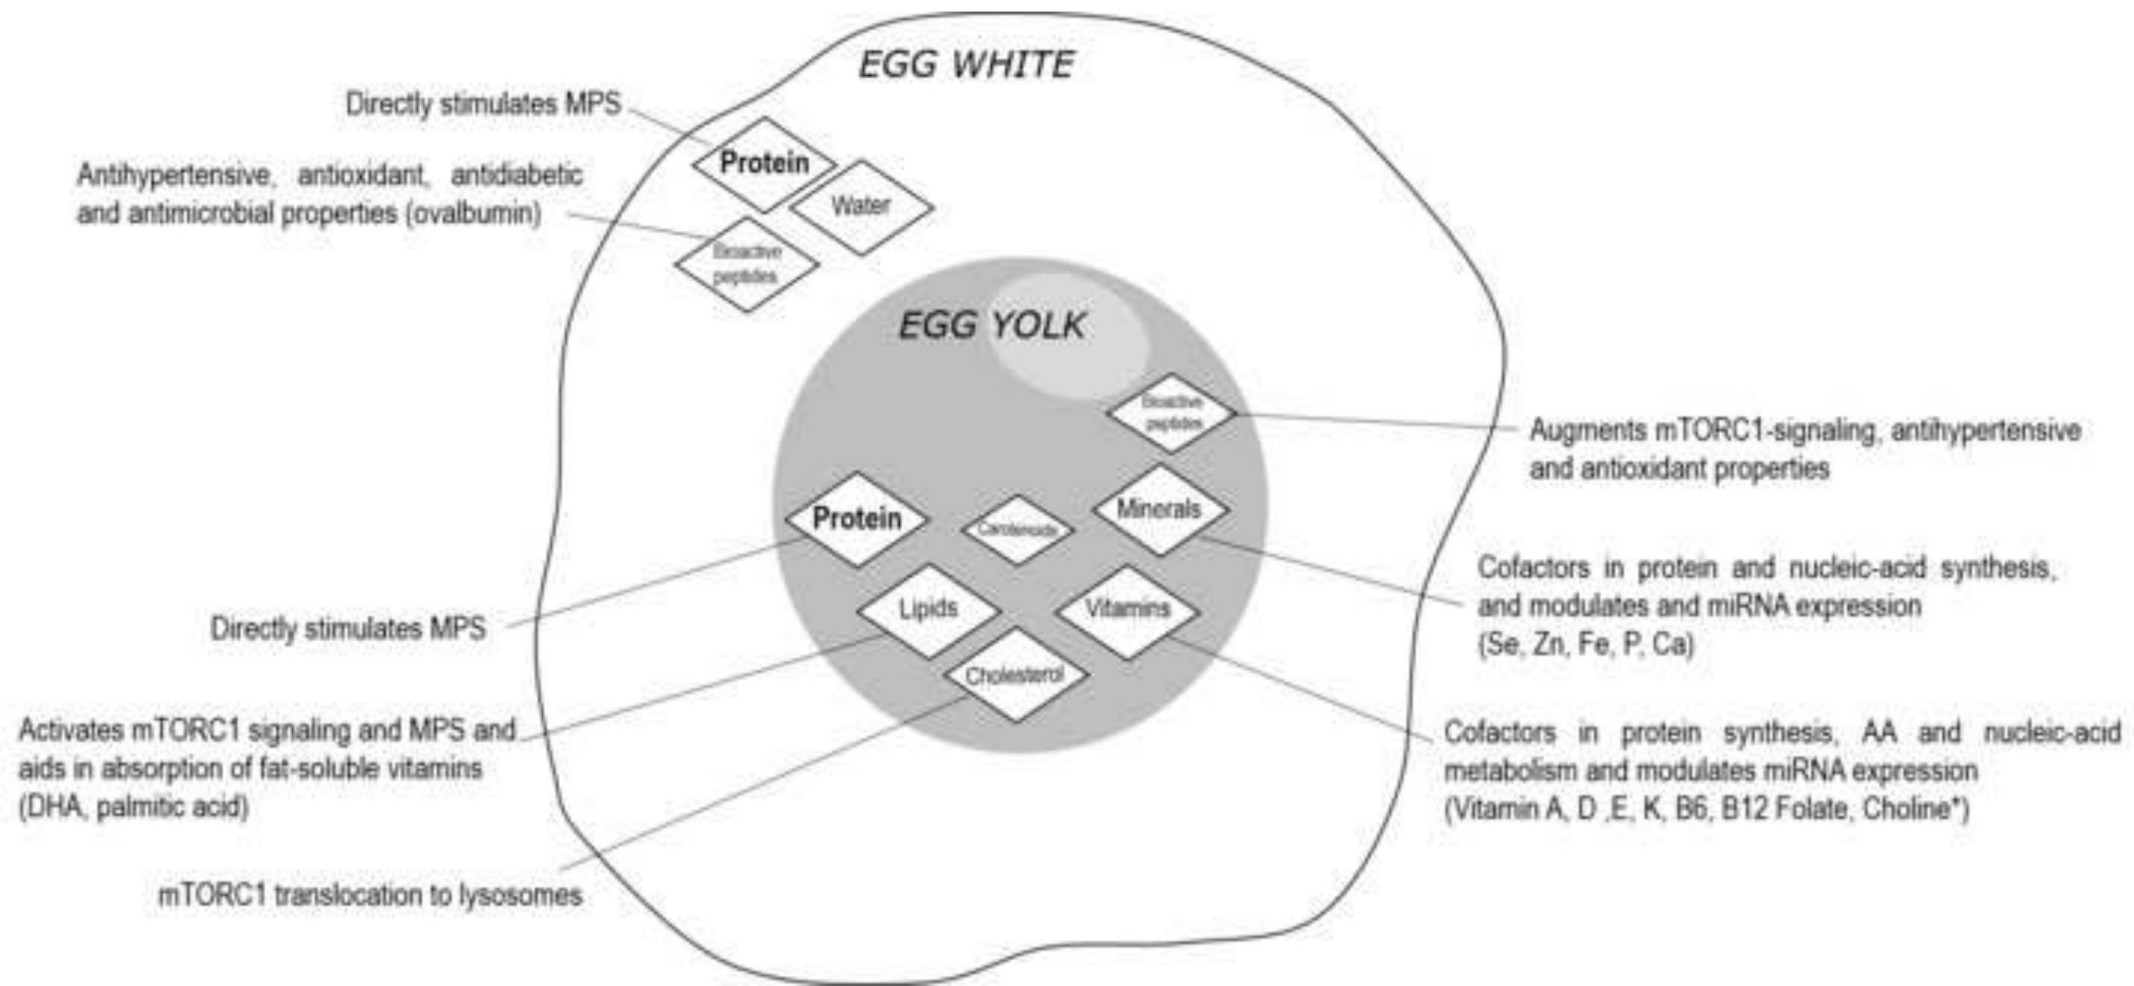 EGG WHITE
Directly stimulates MPS
Protein
Antihypertensive, antioxidant, antidiabetic
and antimicrobial properties (ovalbumin)
Water
Bioactive
peptides
EGG YOLK
Bioactive
peptides
Augments mTORC1-signaling, antihypertensive
and antioxidant properties
Protein
Carotenoids
Minerals
Cofactors in protein and nucleic-acid synthesis,
and modulates and miRNA expression
(Se, Zn, Fe, P, Ca)
Directly stimulates MPS
Lipids
Vitamins
Cholesterol
Activates mTORC1 signaling and MPS and
aids in absorption of fat-soluble vitamins
(DHA, palmitic acid)
Cofactors in protein synthesis, AA and nucleic-acid
metabolism and modulates miRNA expression
(Vitamin A, D ,E, K, B6, B12 Folate, Choline*)
mTORC1 translocation to lysosomes